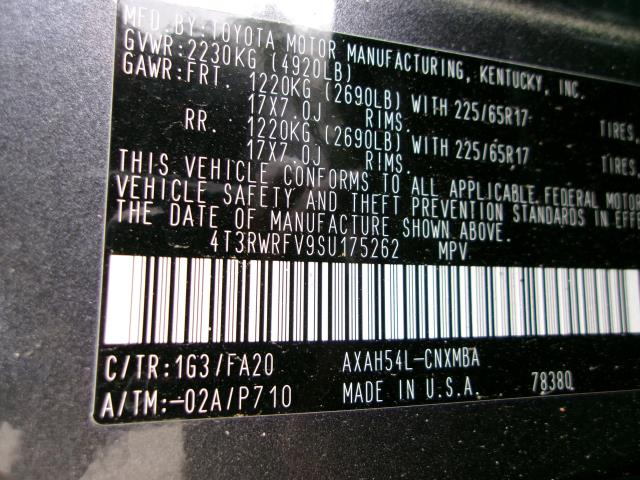 MFD.BY:TOYOTA MOTOR MANUFACTURING, KENTUCKY, INC.
GVWR:2230KG (4920LB)
GAWR:FRT. 1220KG (2690LB) WITH 225/65R17 TIRES,
17X7.0J RIMS.
RR. 1220KG (2690LB) WITH 225/65R17 TIRES,
17X7.0J RIMS.
THIS VEHICLE CONFORMS TO ALL APPLICABLE FEDERAL MOTOR
VEHICLE SAFETY AND THEFT PREVENTION STANDARDS IN EFFE
THE DATE OF MANUFACTURE SHOWN ABOVE.
4T3RWRFV9SU175262 MPV
C/TR:1G3/FA20 AXAH54L-CNXMBA
A/TM:-02A/P710 MADE IN U.S.A. 78380